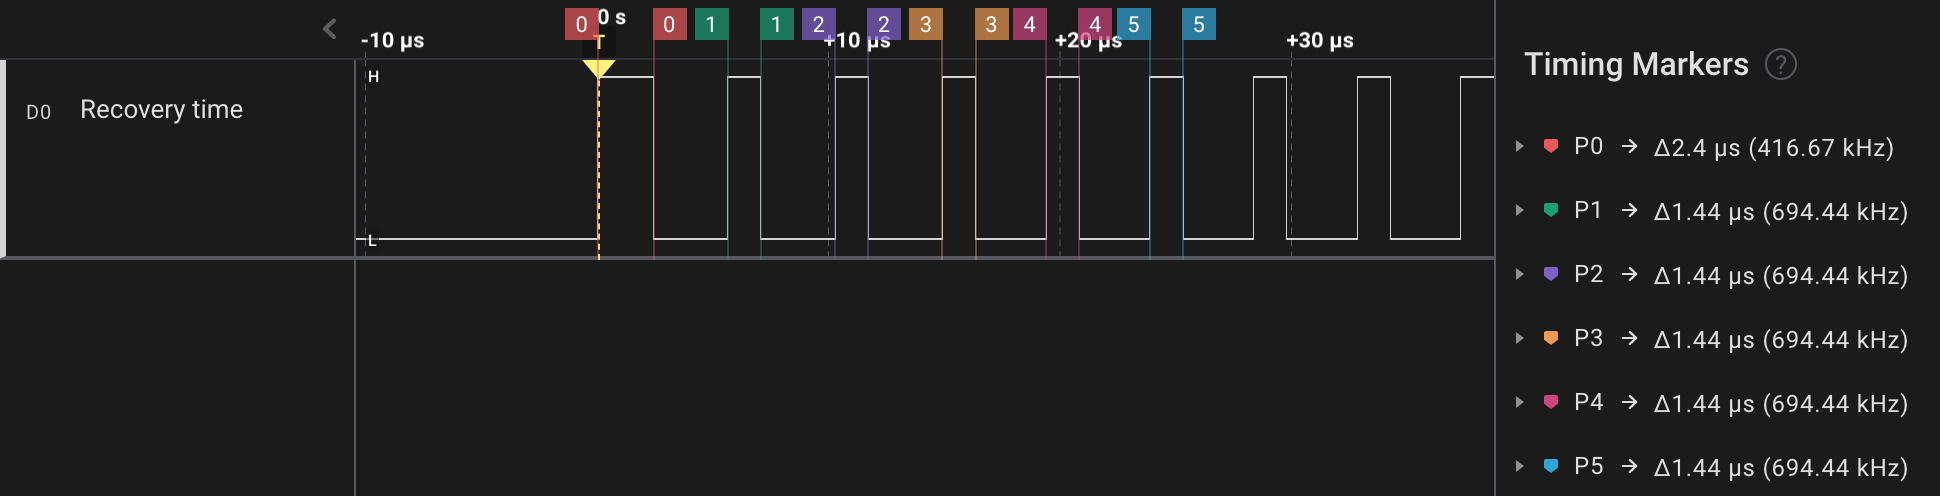 0 0 s 0 1 1 2 2 3 3 4 4 5 5
T
-10 µs +10 µs +20 µs +30 µs
H
L
D0 Recovery time
Timing Markers ?
P0 → Δ2.4 µs (416.67 kHz)
P1 → Δ1.44 µs (694.44 kHz)
P2 → Δ1.44 µs (694.44 kHz)
P3 → Δ1.44 µs (694.44 kHz)
P4 → Δ1.44 µs (694.44 kHz)
P5 → Δ1.44 µs (694.44 kHz)